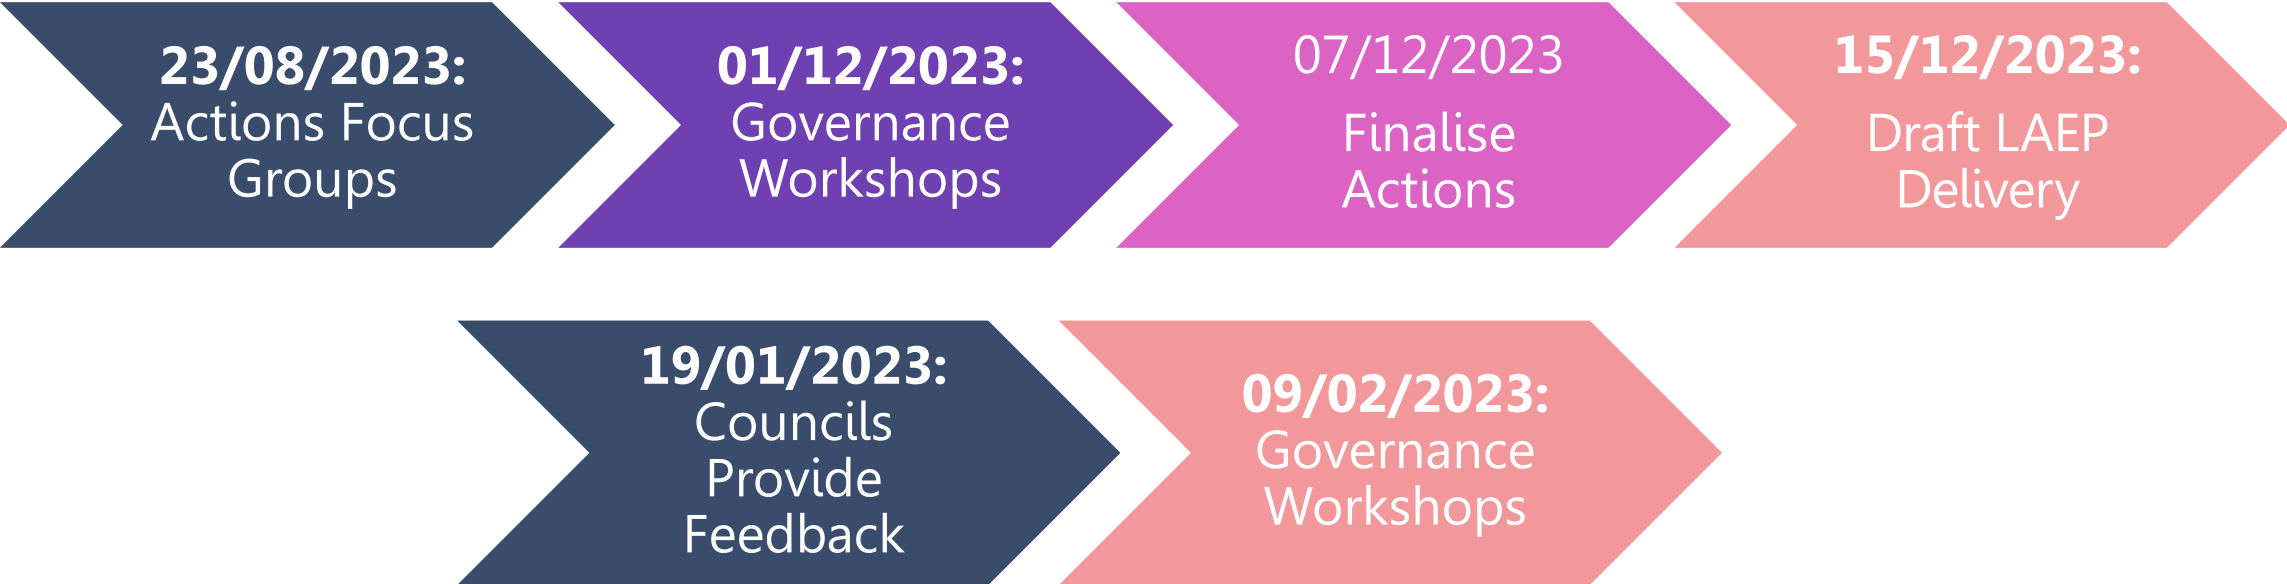 23/08/2023:
Actions Focus
Groups
01/12/2023:
Governance
Workshops
07/12/2023
Finalise
Actions
15/12/2023:
Draft LAEP
Delivery
19/01/2023:
Councils
Provide
Feedback
09/02/2023:
Governance
Workshops